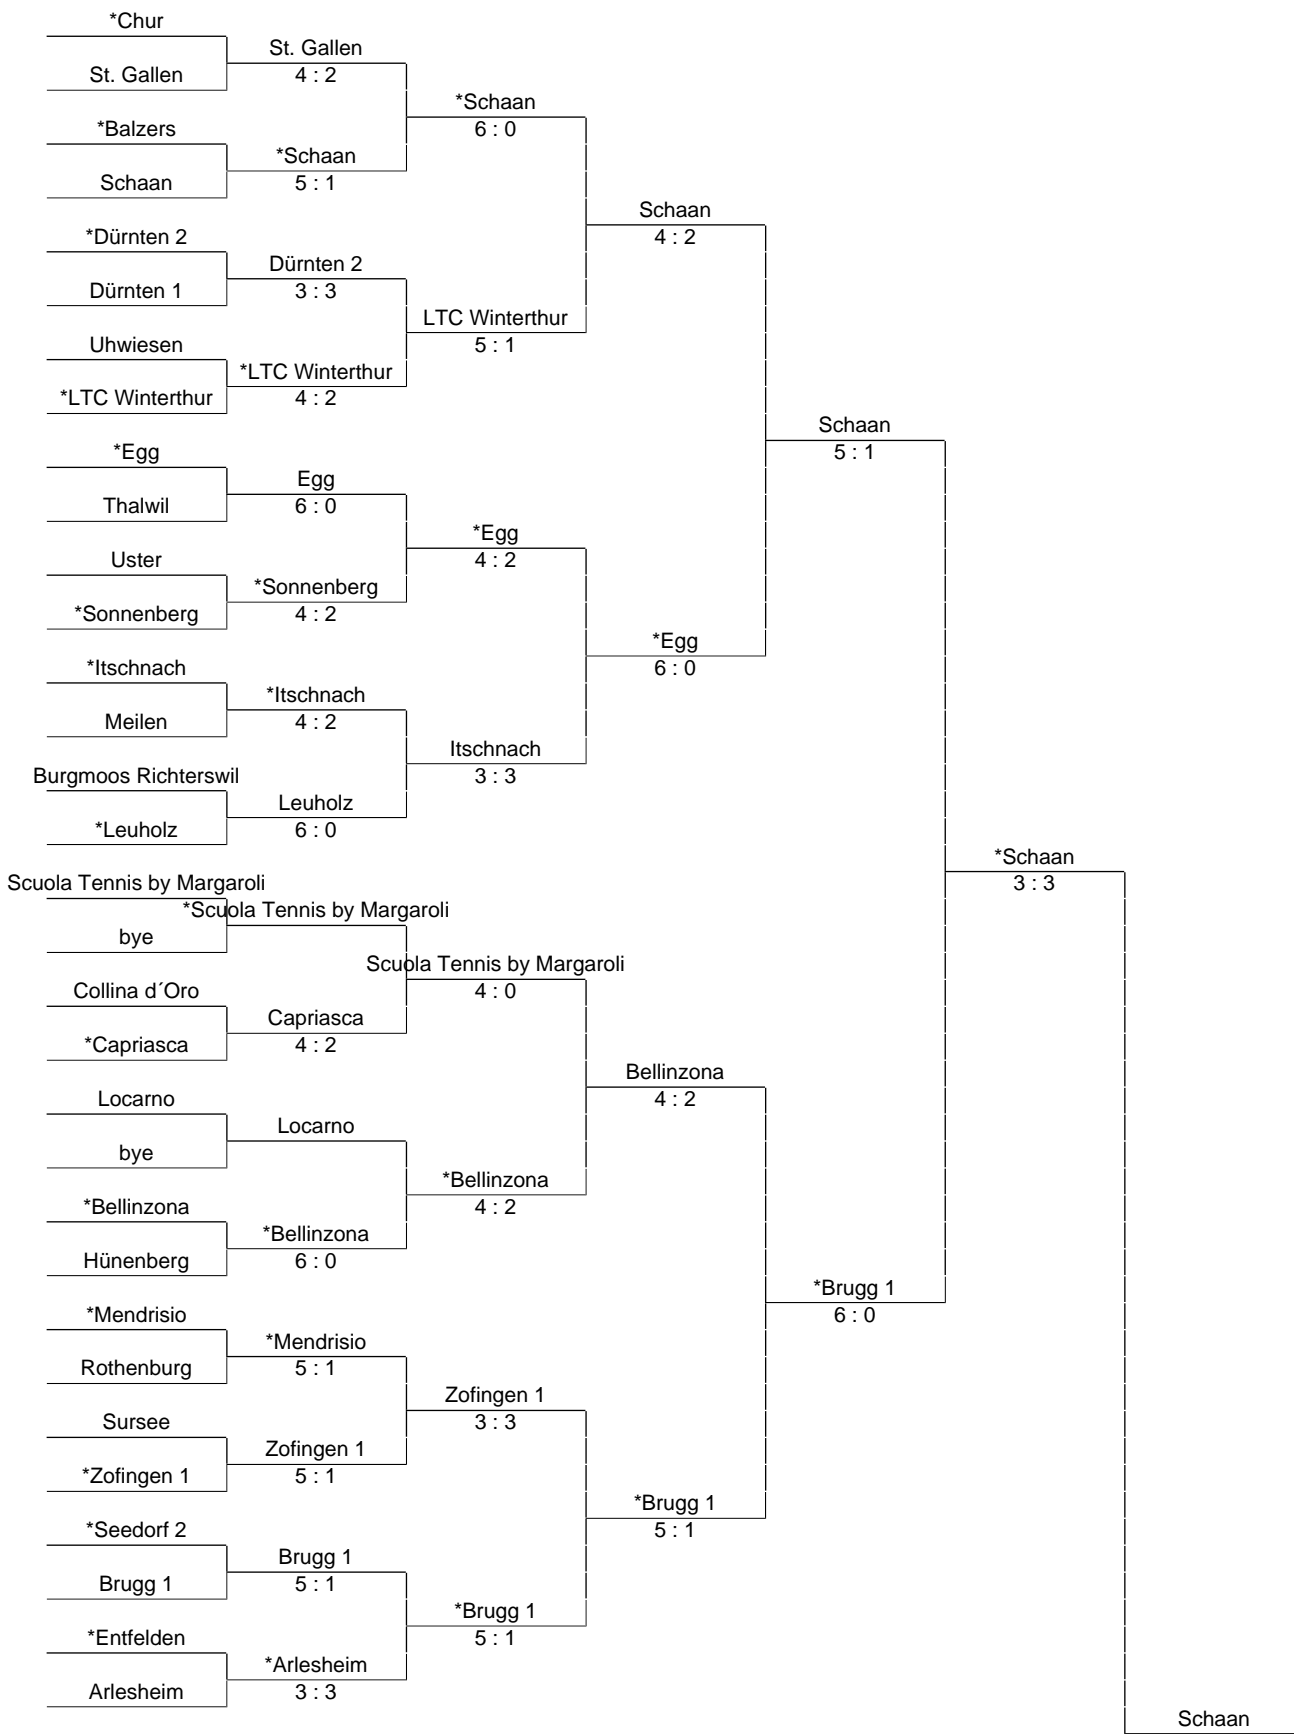 *Chur
St. Gallen
St. Gallen
4 : 2
*Schaan
6 : 0
*Balzers
*Schaan
Schaan
5 : 1
Schaan
4 : 2
*Dürnten 2
Dürnten 2
Dürnten 1
3 : 3
LTC Winterthur
5 : 1
Uhwiesen
*LTC Winterthur
*LTC Winterthur
4 : 2
Schaan
5 : 1
*Egg
Egg
Thalwil
6 : 0
*Egg
4 : 2
Uster
*Sonnenberg
*Sonnenberg
4 : 2
*Egg
6 : 0
*Itschnach
*Itschnach
Meilen
4 : 2
Itschnach
3 : 3
Burgmoos Richterswil
Leuholz
*Leuholz
6 : 0
*Schaan
3 : 3
Scuola Tennis by Margaroli
*Scuola Tennis by Margaroli
bye
Scuola Tennis by Margaroli
4 : 0
Collina d´Oro
Capriasca
*Capriasca
4 : 2
Bellinzona
4 : 2
Locarno
Locarno
bye
*Bellinzona
4 : 2
*Bellinzona
*Bellinzona
Hünenberg
6 : 0
*Brugg 1
6 : 0
*Mendrisio
*Mendrisio
Rothenburg
5 : 1
Zofingen 1
3 : 3
Sursee
Zofingen 1
*Zofingen 1
5 : 1
*Brugg 1
5 : 1
*Seedorf 2
Brugg 1
Brugg 1
5 : 1
*Brugg 1
5 : 1
*Entfelden
*Arlesheim
Arlesheim
3 : 3
Schaan